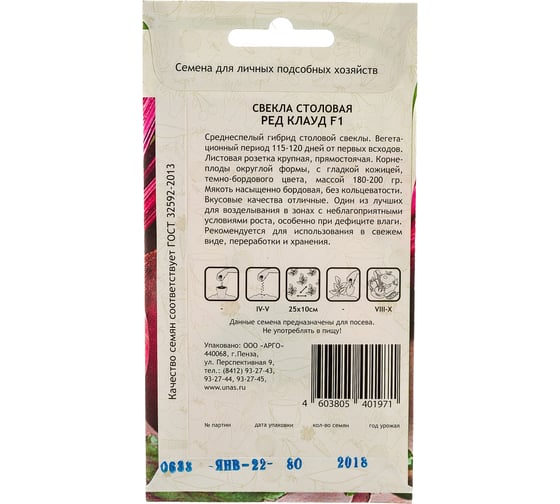 Семена для личных подсобных хозяйств
СВЕКЛА СТОЛОВАЯ
РЕД КЛАУД F1
Среднеспелый гибрид столовой свеклы. Вегета-
ционный период 115-120 дней от первых всходов.
Листовая розетка крупная, прямостоячая. Корне-
плоды округлой формы, с гладкой кожицей,
темно-бордового цвета, массой 180-200 гр.
Мякоть насыщенно бордовая, без кольцеватости.
Вкусовые качества отличные. Один из лучших
для возделывания в зонах с неблагоприятными
условиями роста, особенно при дефиците влаги.
Рекомендуется для использования в свежем
виде, переработки и хранения.
- IV-V 25х10см - VIII-X
Данные семена предназначены для посева.
Не употреблять в пищу!
Упаковано: ООО «АРГО»
440068, г.Пенза,
ул. Перспективная 9,
тел.: (8412) 93-27-43,
93-27-44, 93-27-45,
www.unas.ru
4 603805 401971
№ партии дата упаковки кол-во семян год урожая
0638 ЯНВ-22- 80 2018
Качество семян соответствует ГОСТ 32592-2013